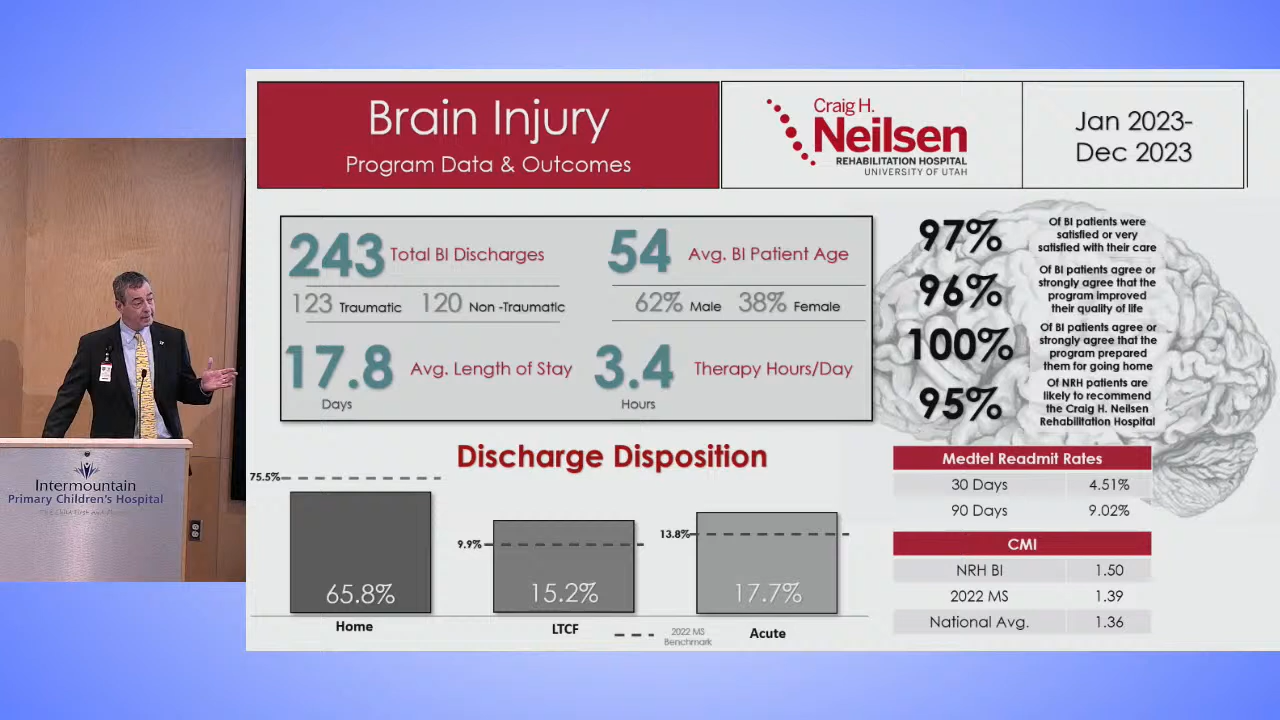 Brain Injury
Program Data & Outcomes
Craig H.
Neilsen
REHABILITATION HOSPITAL
UNIVERSITY OF UTAH
Jan 2023-
Dec 2023
243 Total BI Discharges
123 Traumatic 120 Non -Traumatic
54 Avg. BI Patient Age
62% Male 38% Female
17.8 Avg. Length of Stay
Days
3.4 Therapy Hours/Day
Hours
97% Of BI patients were
satisfied or very
satisfied with their care
96% Of BI patients agree or
strongly agree that the
program improved
their quality of life
100% Of BI patients agree or
strongly agree that the
program prepared
them for going home
95% Of NRH patients are
likely to recommend
the Craig H. Neilsen
Rehabilitation Hospital
Discharge Disposition
75.5%
65.8%
Home
9.9%
15.2%
LTCF
13.8%
17.7%
Acute
2022 MS
Benchmark
Medtel Readmit Rates
30 Days 4.51%
90 Days 9.02%
CMI
NRH BI 1.50
2022 MS 1.39
National Avg. 1.36
Intermountain
Primary Children's Hospital